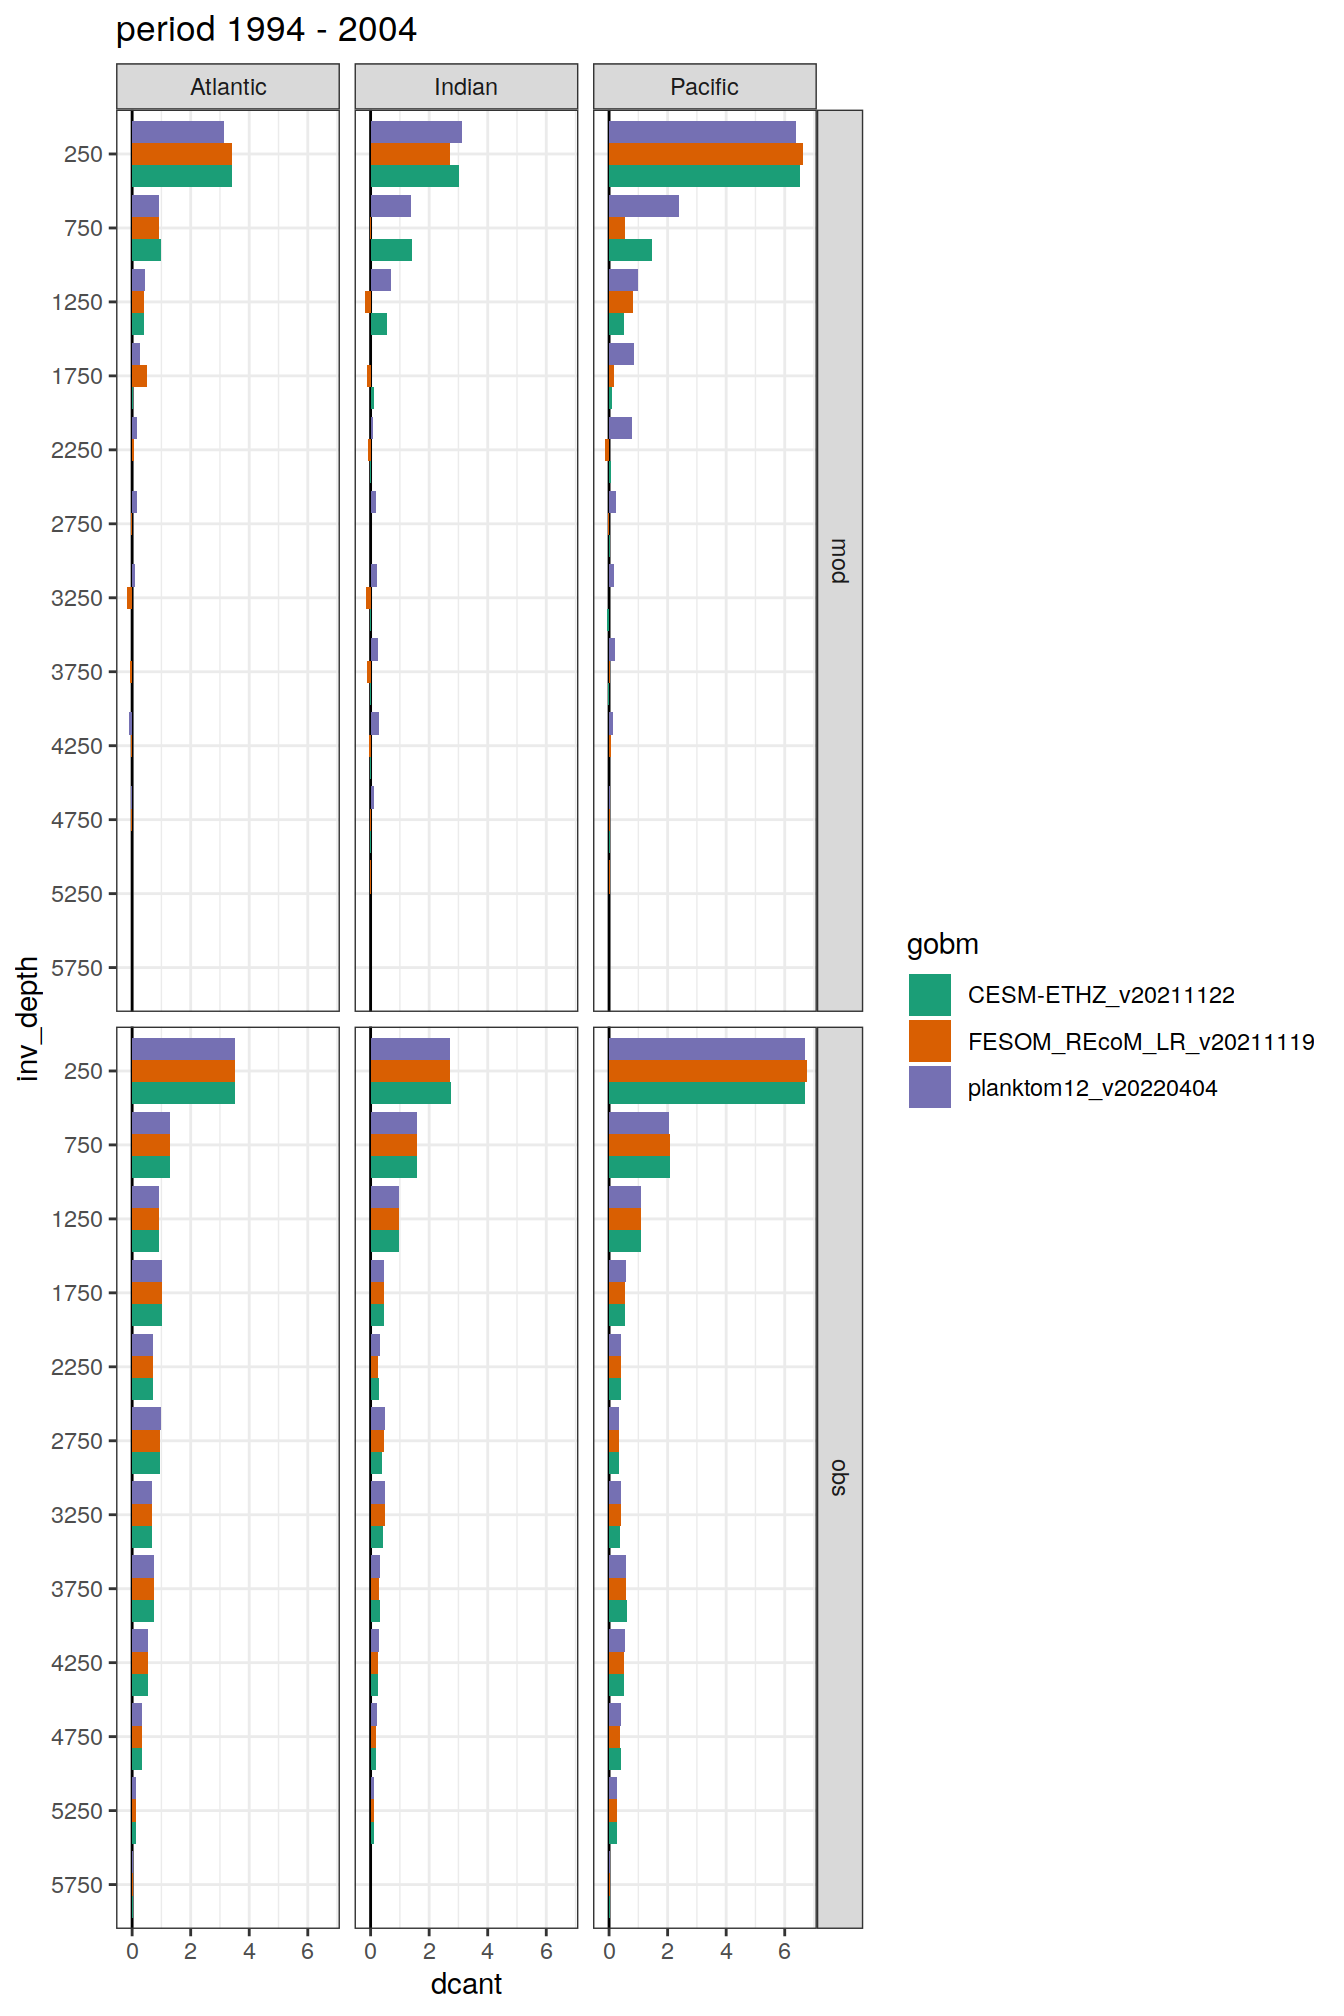 period 1994 - 2004
Atlantic Indian Pacific
250
750
1250
1750
2250
2750
3250
3750
4250
4750
5250
5750
mod
inv_depth
250
750
1250
1750
2250
2750
3250
3750
4250
4750
5250
5750
obs
0 2 4 6 0 2 4 6 0 2 4 6
dcant
gobm
CESM-ETHZ_v20211122
FESOM_REcoM_LR_v20211119
planktom12_v20220404